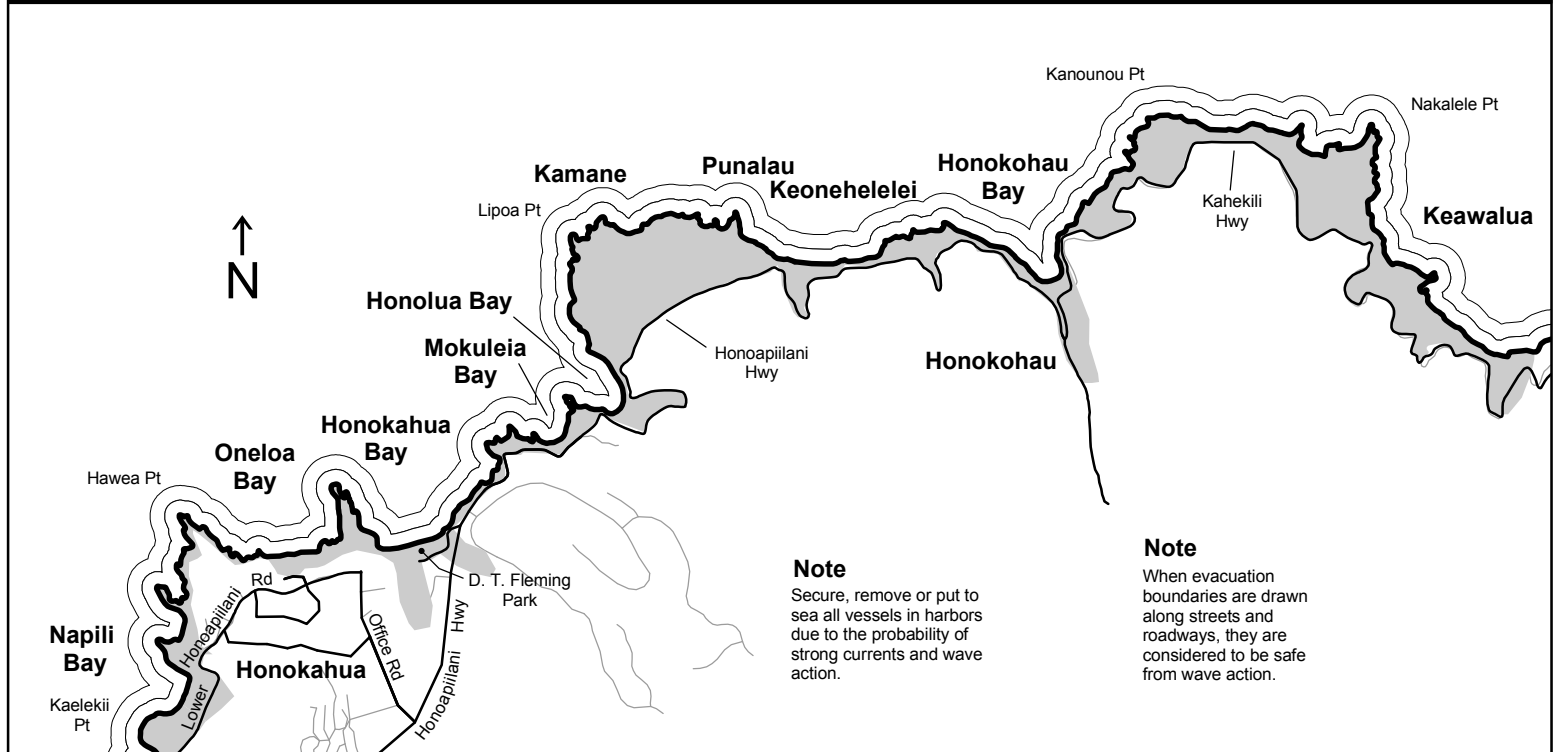 Kanounou Pt
Nakalele Pt
Kamane
Punalau
Keonehelelei
Honokohau
Bay
Lipoa Pt
Kahekili
Hwy
Keawalua
N
Honolua Bay
Mokuleia
Bay
Honoapiilani
Hwy
Honokohau
Honokahua
Bay
Oneloa
Bay
Hawea Pt
D. T. Fleming
Park
Napili
Bay
Kaelekii
Pt
Lower
Honoapiilani
Rd
Honokahua
Office Rd
Honoapiilani
Hwy
Note
Secure, remove or put to
sea all vessels in harbors
due to the probability of
strong currents and wave
action.
Note
When evacuation
boundaries are drawn
along streets and
roadways, they are
considered to be safe
from wave action.